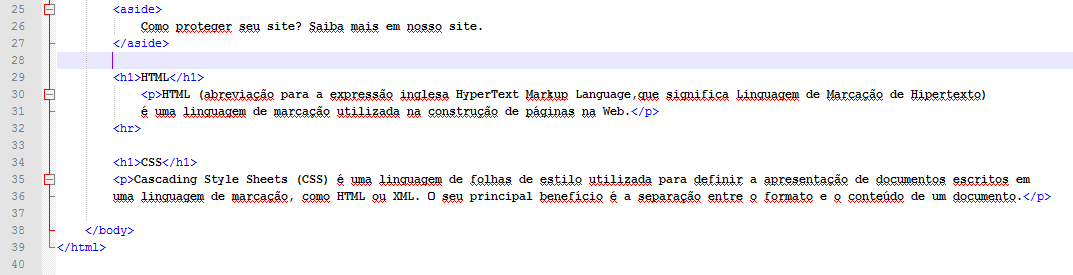 25 <aside>
26 Como proteger seu site? Saiba mais em nosso site.
27 </aside>
28
29 <h1>HTML</h1>
30 <p>HTML (abreviação para a expressão inglesa HyperText Markup Language,que significa Linguagem de Marcação de Hipertexto)
31 é uma linguagem de marcação utilizada na construção de páginas na Web.</p>
32 <hr>
33
34 <h1>CSS</h1>
35 <p>Cascading Style Sheets (CSS) é uma linguagem de folhas de estilo utilizada para definir a apresentação de documentos escritos em
36 uma linguagem de marcação, como HTML ou XML. O seu principal benefício é a separação entre o formato e o conteúdo de um documento.</p>
37
38 </body>
39 </html>
40